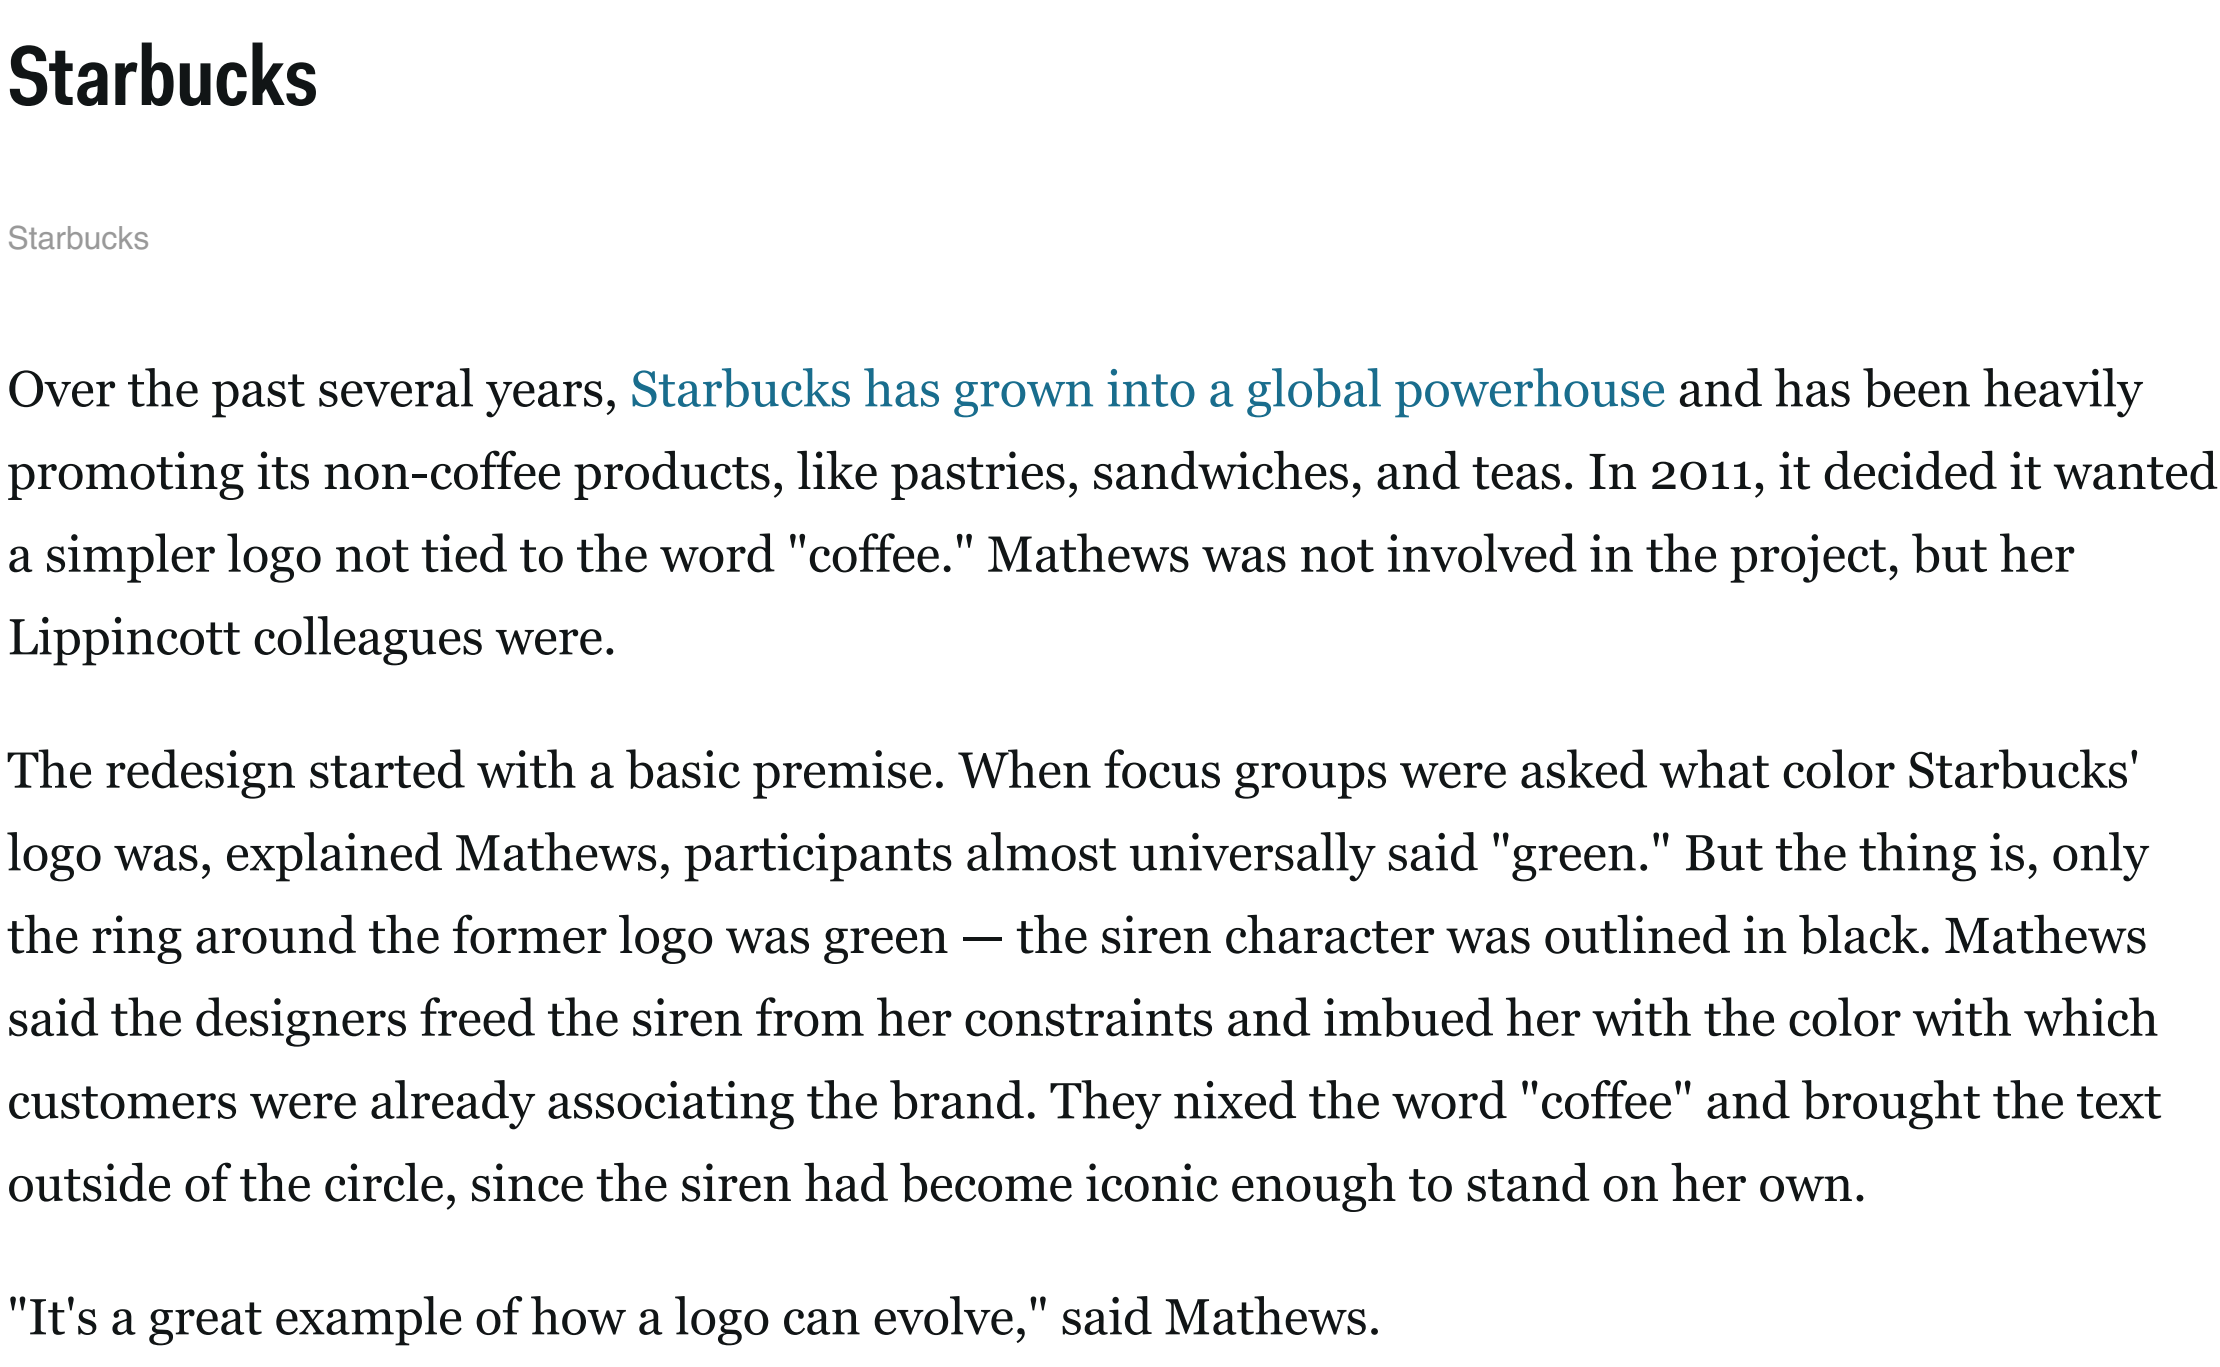 Starbucks
Starbucks
Over the past several years, Starbucks has grown into a global powerhouse and has been heavily
promoting its non-coffee products, like pastries, sandwiches, and teas. In 2011, it decided it wanted
a simpler logo not tied to the word "coffee." Mathews was not involved in the project, but her
Lippincott colleagues were.
The redesign started with a basic premise. When focus groups were asked what color Starbucks'
logo was, explained Mathews, participants almost universally said "green." But the thing is, only
the ring around the former logo was green — the siren character was outlined in black. Mathews
said the designers freed the siren from her constraints and imbued her with the color with which
customers were already associating the brand. They nixed the word "coffee" and brought the text
outside of the circle, since the siren had become iconic enough to stand on her own.
"It's a great example of how a logo can evolve," said Mathews.